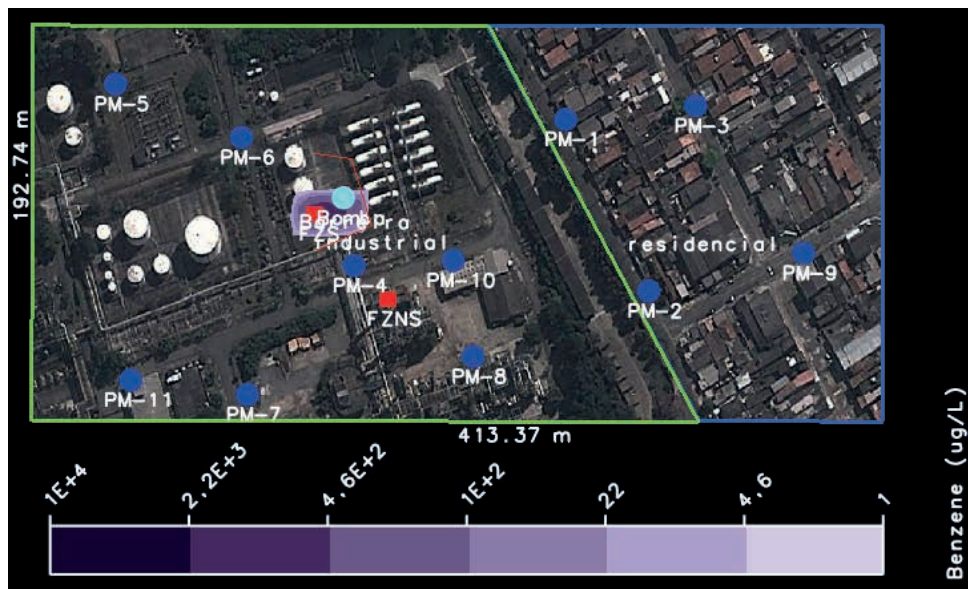 192.74 m
PM-5
PM-1
PM-3
PM-6
Bomb
industrial
residencial
PM-4
PM-10
PM-9
PM-2
FZNS
PM-8
PM-11
PM-7
413.37 m
1E+4
2,2E+3
4,6E+2
1E+2
22
4,6
1
Benzene (ug/L)